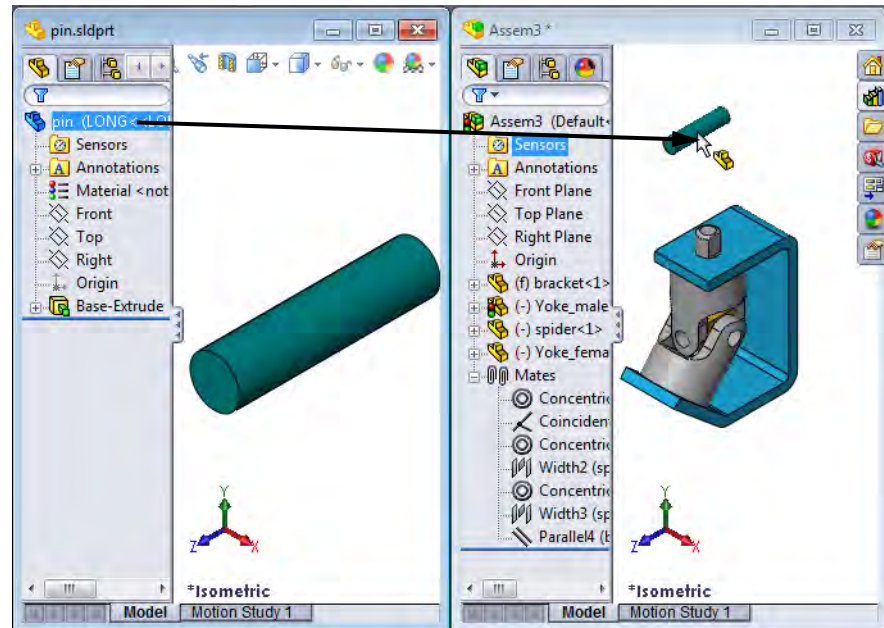 pin.sldprt
pin (LONG<
Sensors
Annotations
Material <not
Front
Top
Right
Origin
Base-Extrude
Y
Z
X
*Isometric
Model
Motion Study 1
Assem3 *
Assem3 (Default<
Sensors
Annotations
Front Plane
Top Plane
Right Plane
Origin
(f) bracket<1>
(-) Yoke_male
(-) spider<1>
(-) Yoke_fema
Mates
Concentric
Coinciden
Concentric
Width2 (sp
Concentric
Width3 (sp
Parallel4 (b
Y
Z
X
*Isometric
Model
Motion Study 1